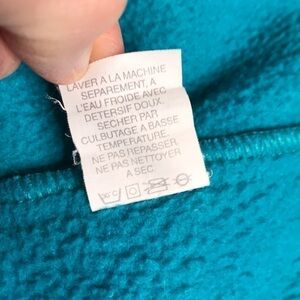 LAVER A LA MACHINE
SEPAREMENT, A
L'EAU FROIDE AVEC
DETERSIF DOUX.
SECHER PAR
CULBUTAGE A BASSE
TEMPERATURE.
NE PAS REPASSER.
NE PAS NETTOYER
A SEC.